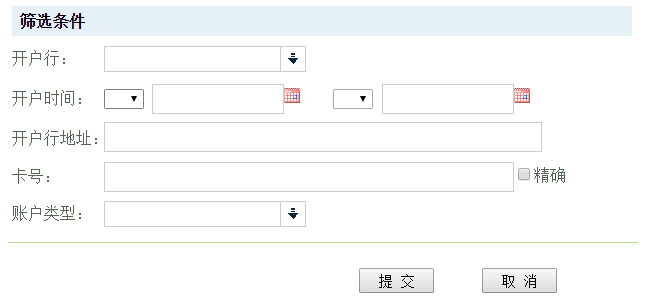 筛选条件
开户行：
开户时间：
开户行地址：
卡号： 精确
账户类型：
提 交 取 消